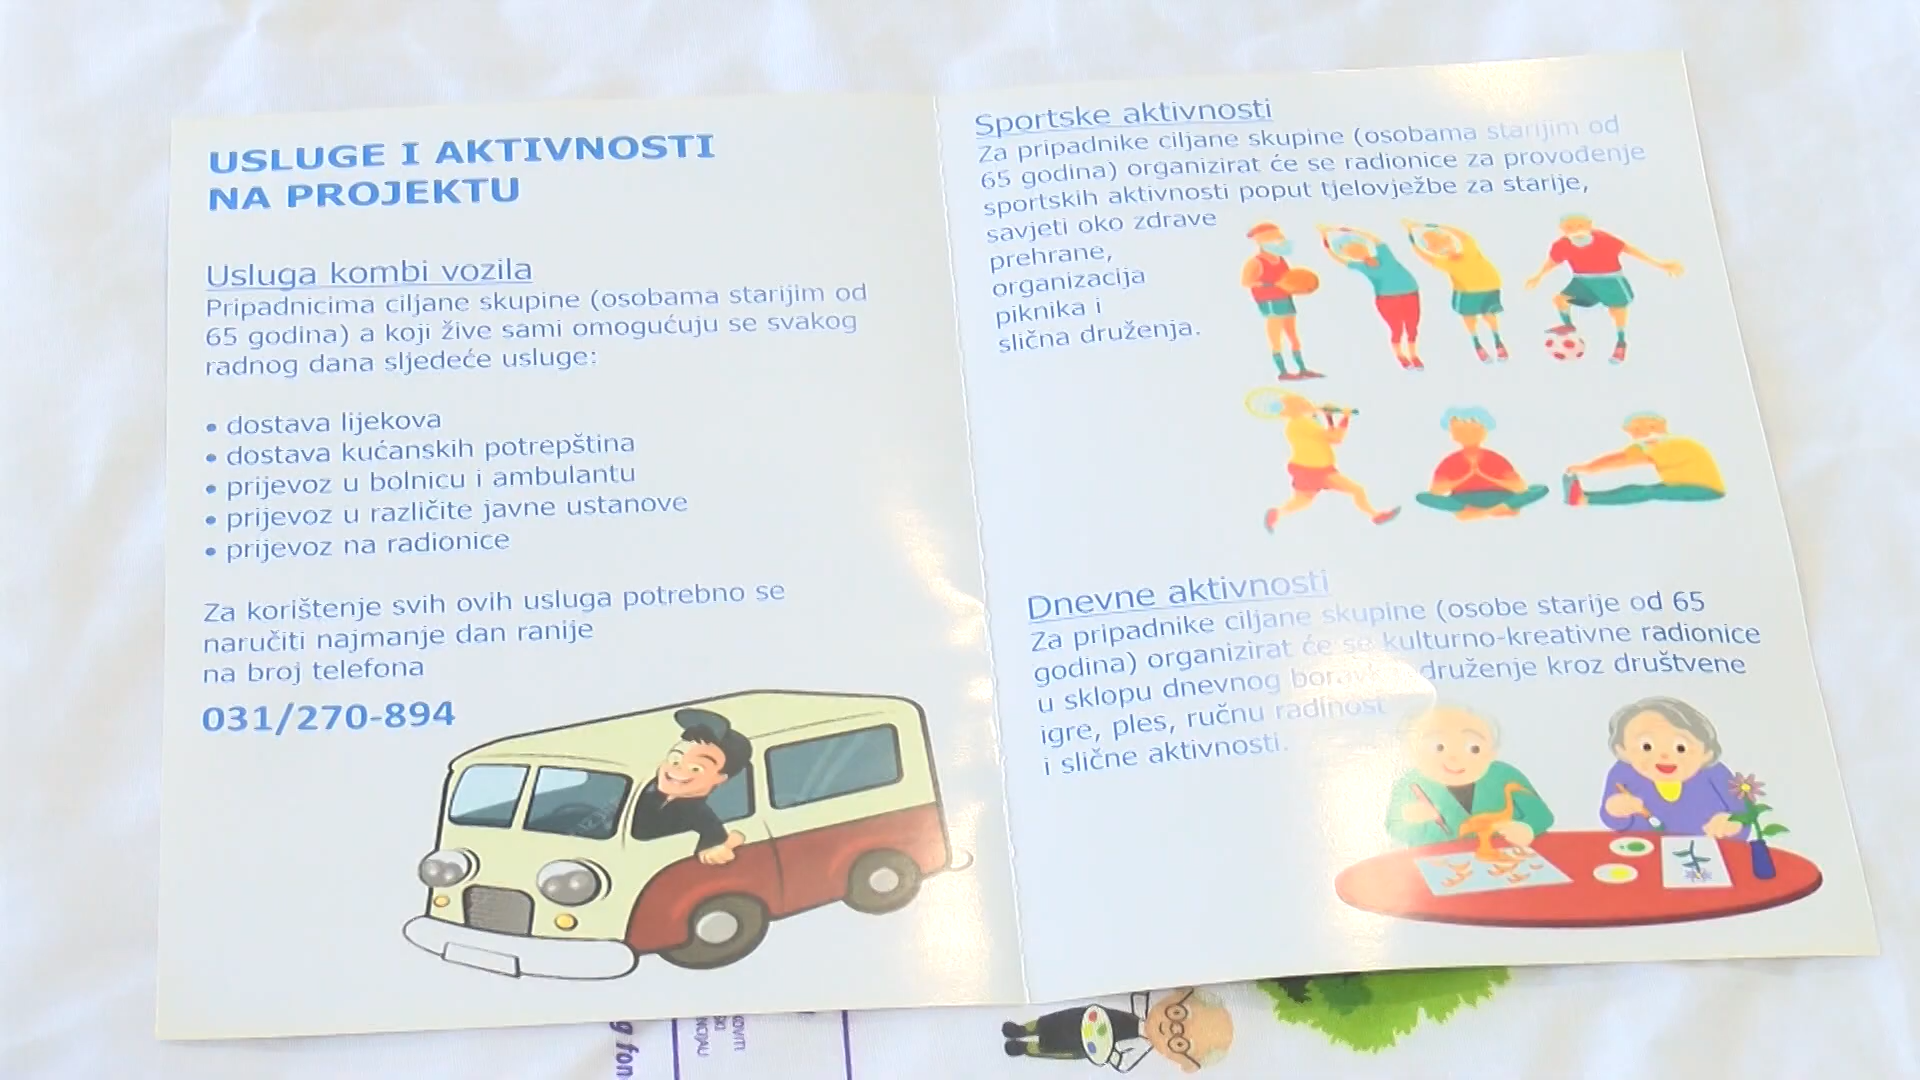 USLUGE I AKTIVNOSTI
NA PROJEKTU
Usluga kombi vozila
Pripadnicima ciljane skupine (osobama starijim od
65 godina) a koji žive sami omogućuju se svakog
radnog dana sljedeće usluge:
• dostava lijekova
• dostava kućanskih potrepština
• prijevoz u bolnicu i ambulantu
• prijevoz u različite javne ustanove
• prijevoz na radionice
Za korištenje svih ovih usluga potrebno se
naručiti najmanje dan ranije
na broj telefona
031/270-894
Sportske aktivnosti
Za pripadnike ciljane skupine (osobama starijim od
65 godina) organizirat će se radionice za provođenje
sportskih aktivnosti poput tjelovježbe za starije,
savjeti oko zdrave
prehrane,
organizacija
piknika i
slična druženja.
Dnevne aktivnosti
Za pripadnike ciljane skupine (osobe starije od 65
godina) organizirat će se kulturno-kreativne radionice
u sklopu dnevnog druženje kroz društvene
igre, ples, ručnu radinost
i slične aktivnosti.